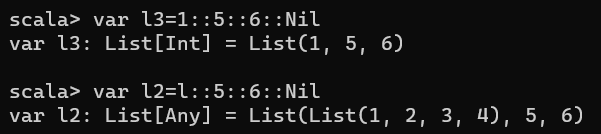 scala> var l3=1::5::6::Nil
var l3: List[Int] = List(1, 5, 6)
scala> var l2=l::5::6::Nil
var l2: List[Any] = List(List(1, 2, 3, 4), 5, 6)